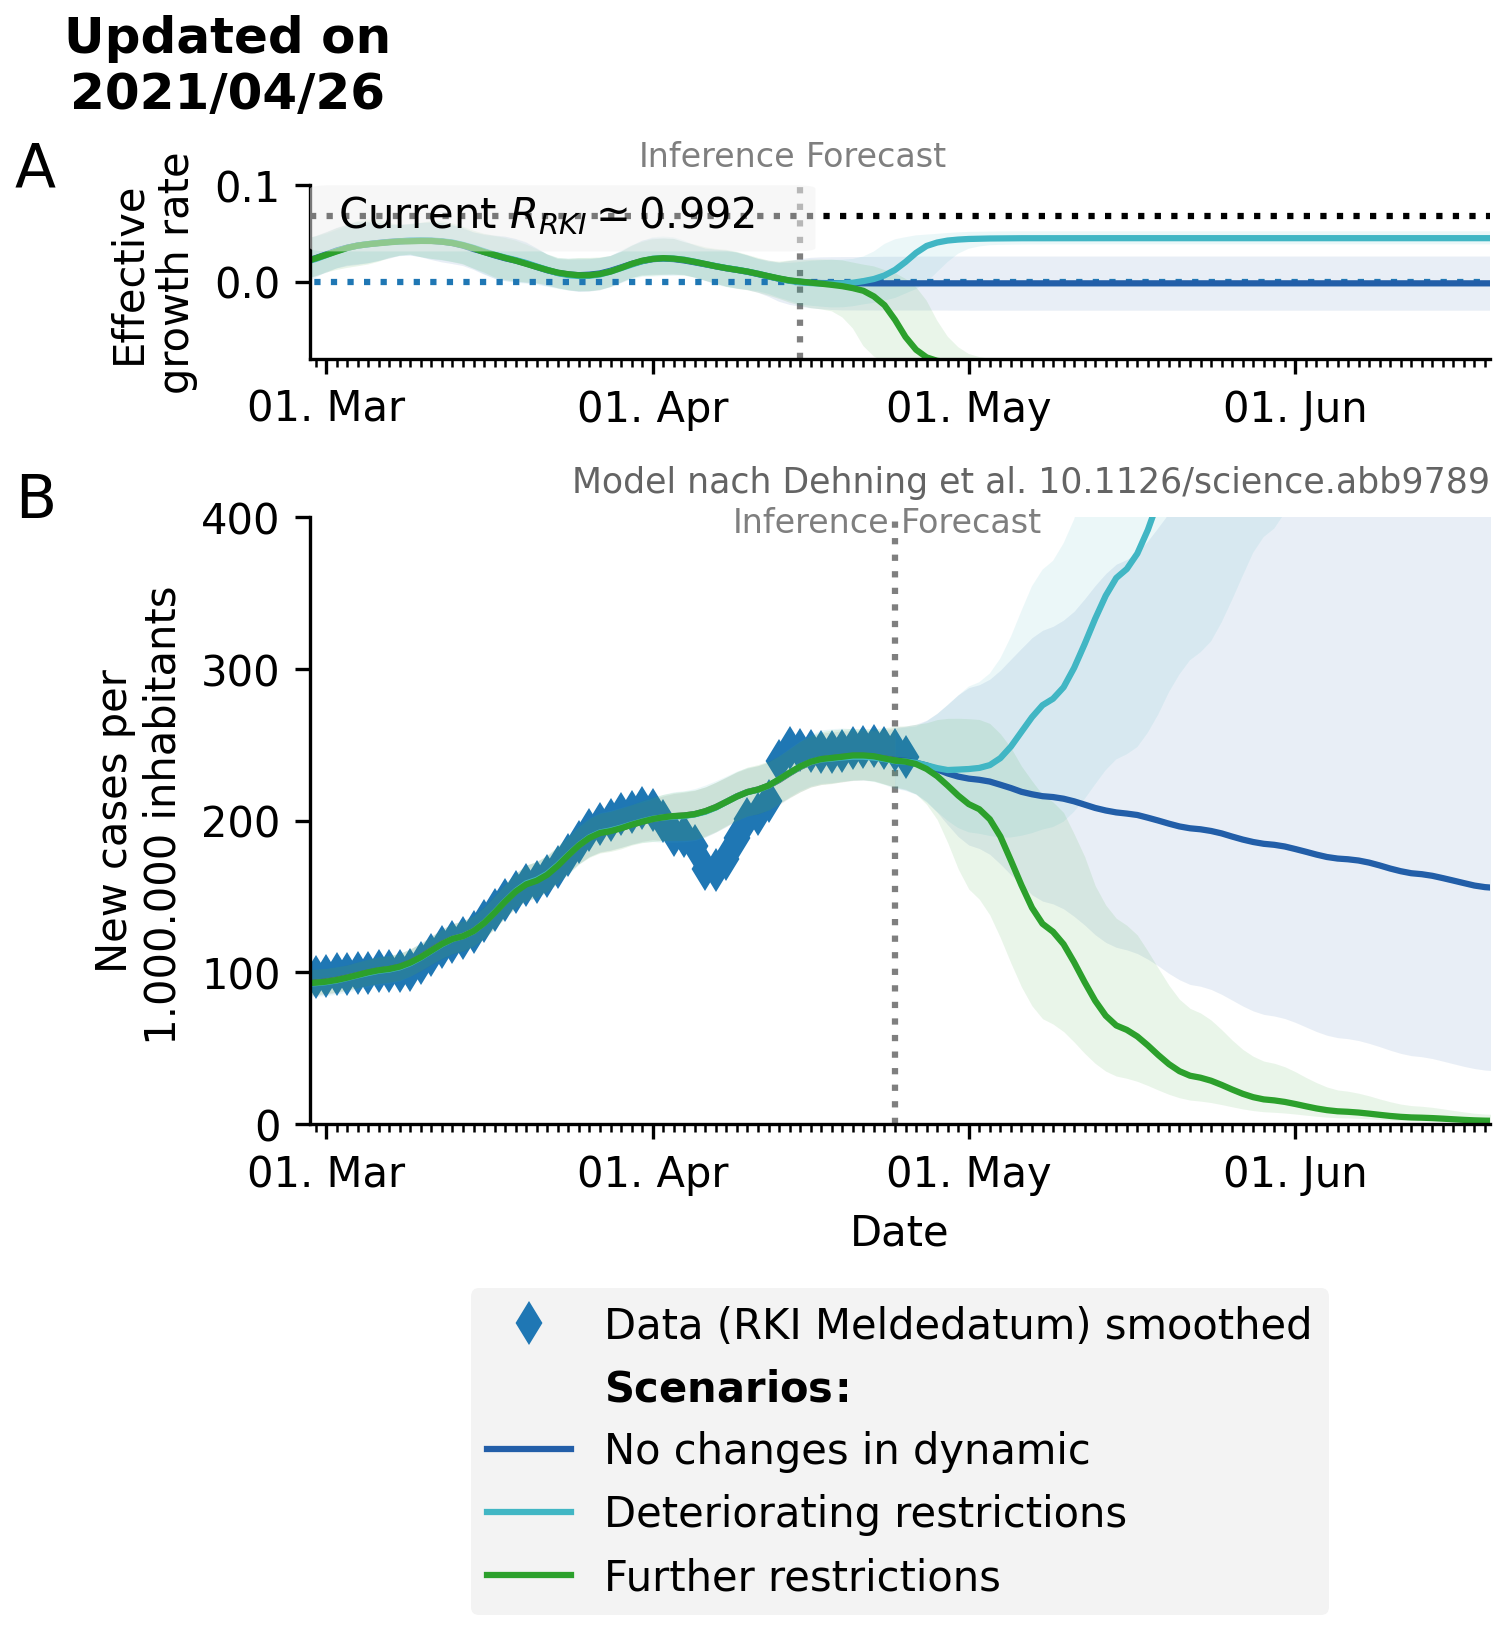 Updated on
2021/04/26
A
Inference Forecast
Effective
growth rate
0.1
0.0
Current R_RKI ≃ 0.992
01. Mar 01. Apr 01. May 01. Jun
B
Model nach Dehning et al. 10.1126/science.abb9789
Inference Forecast
New cases per
1.000.000 inhabitants
400
300
200
100
0
01. Mar 01. Apr 01. May 01. Jun
Date
Data (RKI Meldedatum) smoothed
Scenarios:
No changes in dynamic
Deteriorating restrictions
Further restrictions